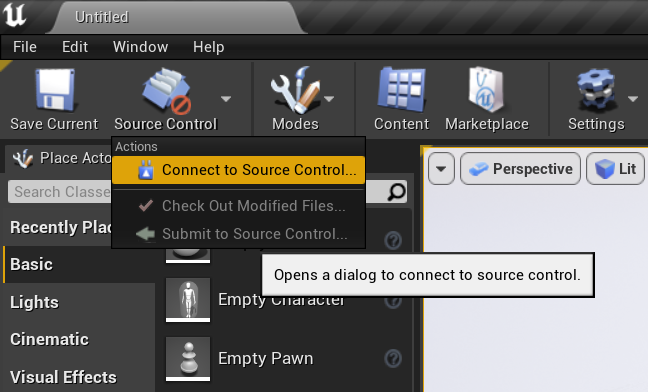 Untitled
File Edit Window Help
Save Current Source Control Modes Content Marketplace Settings
Actions
Connect to Source Control...
Check Out Modified Files...
Submit to Source Control...
Place Acto
Search Classe
Perspective Lit
Recently Pla
Basic
Opens a dialog to connect to source control.
Lights
Empty Character
Cinematic
Empty Pawn
Visual Effects